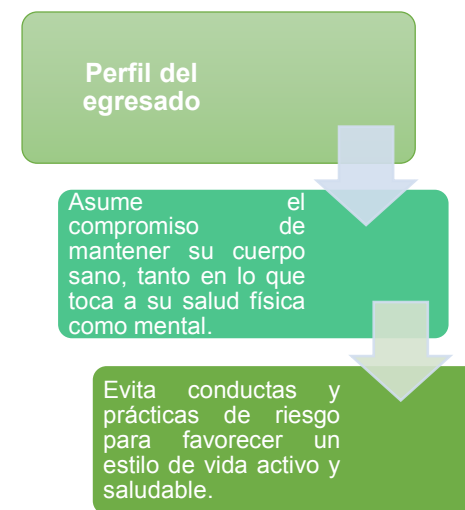 Perfil del
egresado
Asume el
compromiso de
mantener su cuerpo
sano, tanto en lo que
toca a su salud física
como mental.
Evita conductas y
prácticas de riesgo
para favorecer un
estilo de vida activo y
saludable.